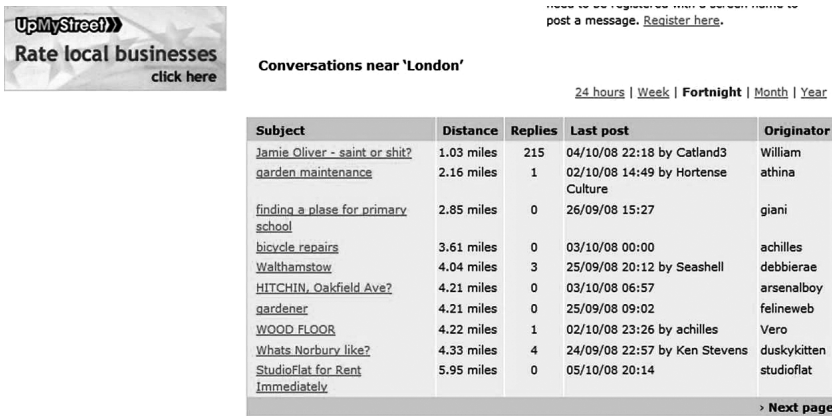 UpMyStreet
Rate local businesses
click here
need to be registered with a screen name to
post a message. Register here.
Conversations near ‘London’
24 hours | Week | Fortnight | Month | Year
Subject Distance Replies Last post Originator
Jamie Oliver - saint or shit? 1.03 miles 215 04/10/08 22:18 by Catland3 William
garden maintenance 2.16 miles 1 02/10/08 14:49 by Hortense athina
Culture
finding a plase for primary 2.85 miles 0 26/09/08 15:27 giani
school
bicycle repairs 3.61 miles 0 03/10/08 00:00 achilles
Walthamstow 4.04 miles 3 25/09/08 20:12 by Seashell debbierae
HITCHIN, Oakfield Ave? 4.21 miles 0 03/10/08 06:57 arsenalboy
gardener 4.21 miles 0 25/09/08 09:02 felineweb
WOOD FLOOR 4.22 miles 1 02/10/08 23:26 by achilles Vero
Whats Norbury like? 4.33 miles 4 24/09/08 22:57 by Ken Stevens duskykitten
StudioFlat for Rent 5.95 miles 0 05/10/08 20:14 studioflat
Immediately
› Next page